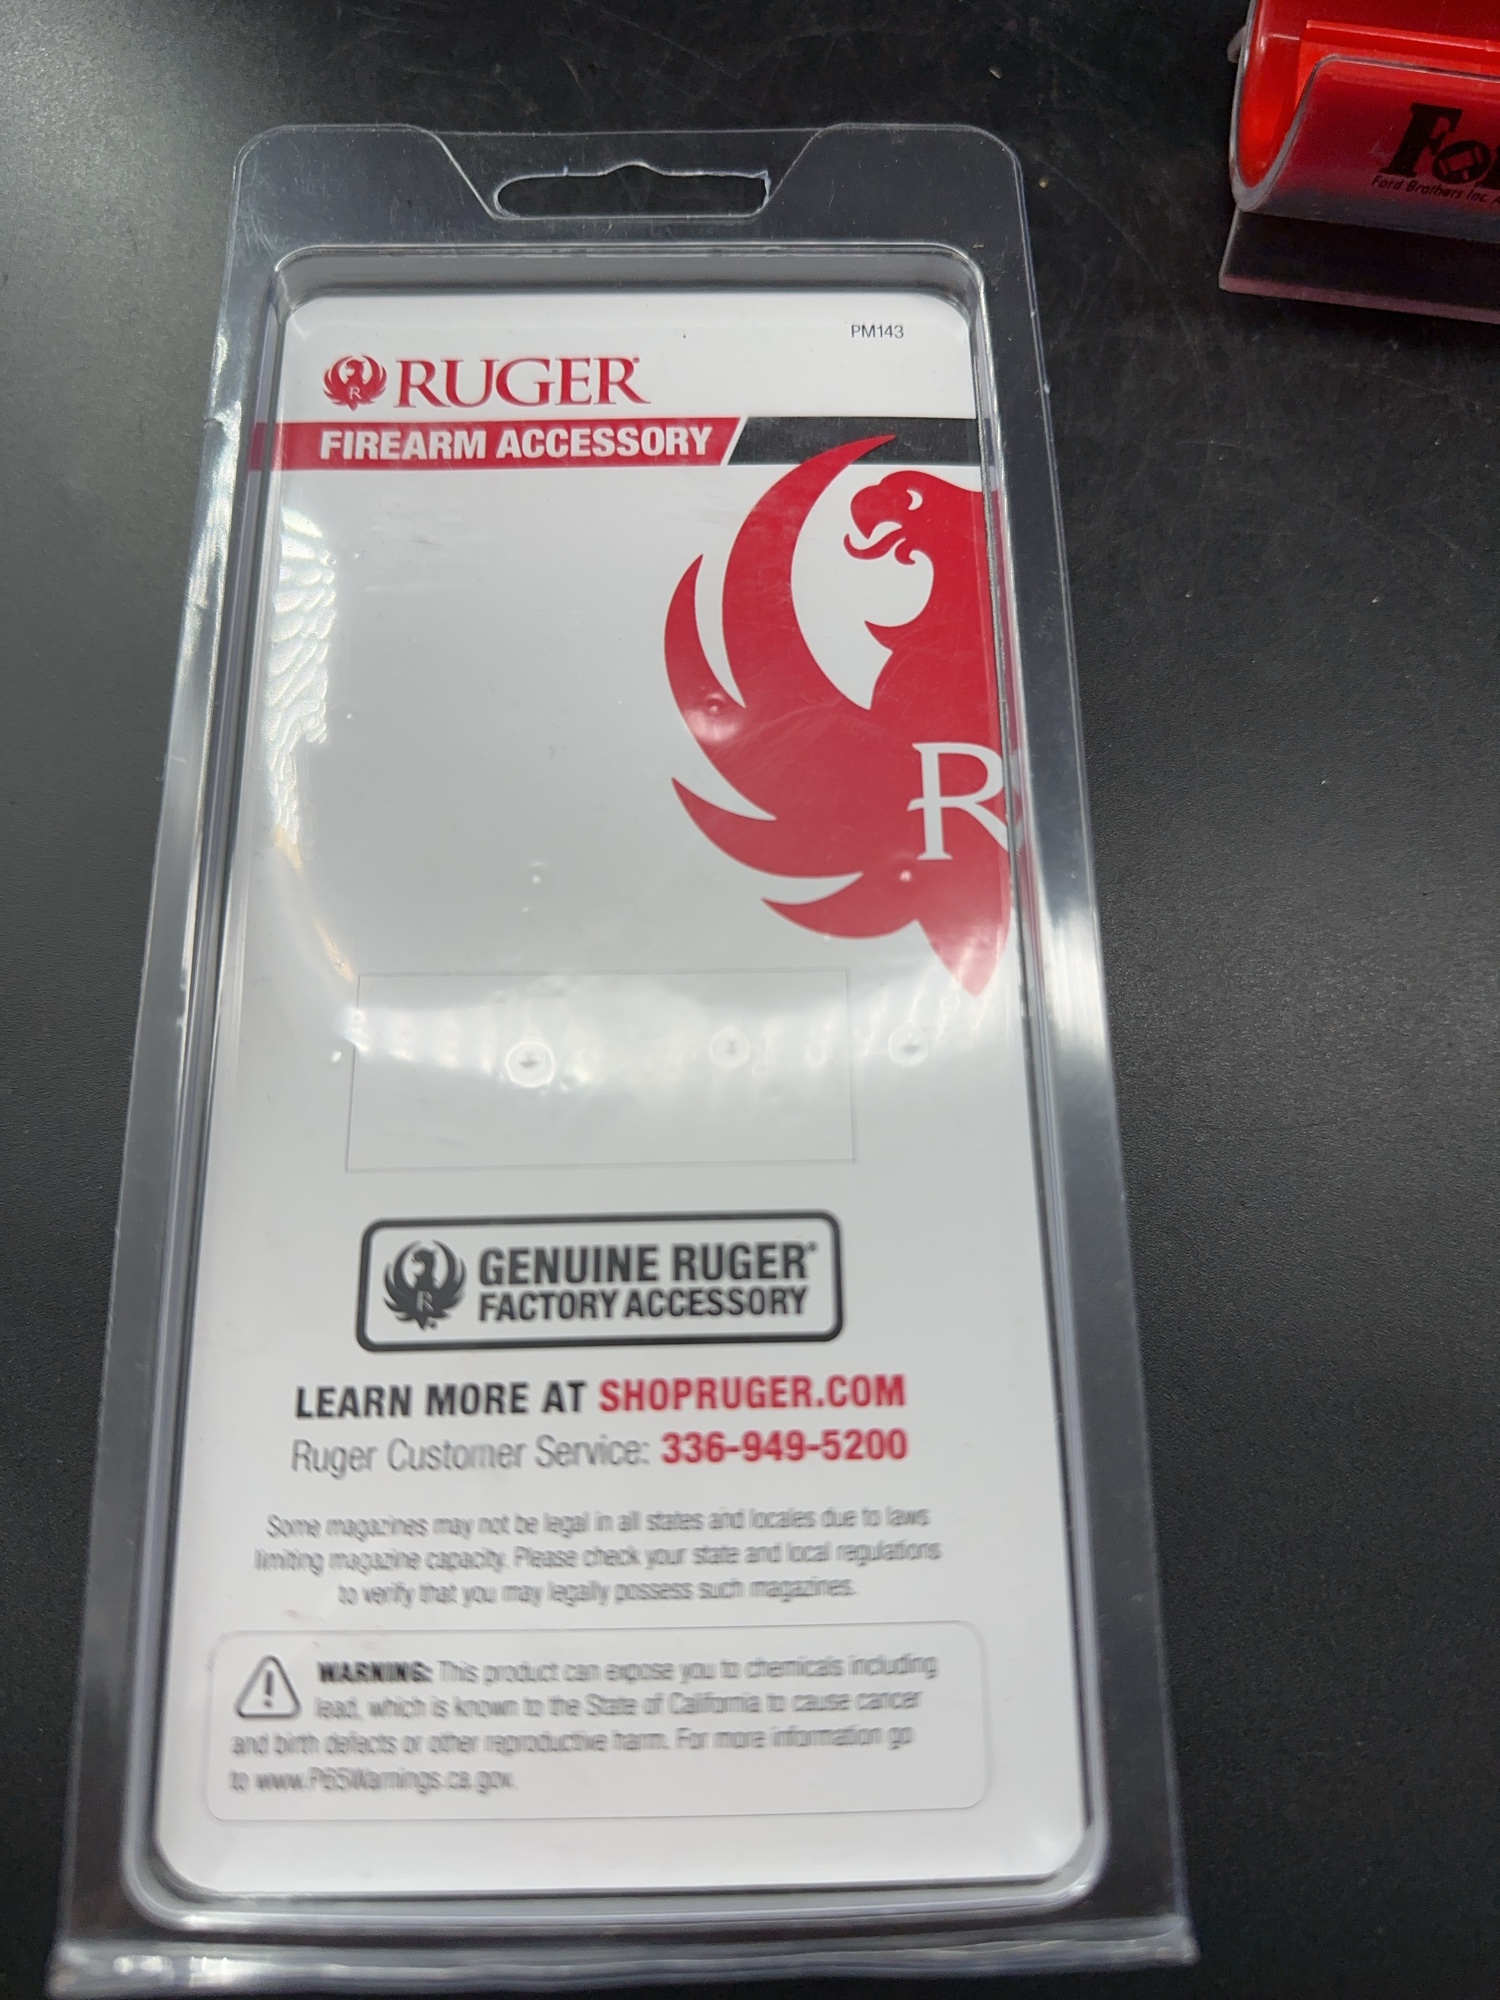 PM143
R RUGER®
FIREARM ACCESSORY
R
R GENUINE RUGER®
FACTORY ACCESSORY
LEARN MORE AT SHOPRUGER.COM
Ruger Customer Service: 336-949-5200
Some magazines may not be legal in all states and locales due to laws
limiting magazine capacity. Please check your state and local regulations
to verify that you may legally possess such magazines.
WARNING: This product can expose you to chemicals including
lead, which is known to the State of California to cause cancer
and birth defects or other reproductive harm. For more information go
to www.P65Warnings.ca.gov.
Ford Brothers Inc.